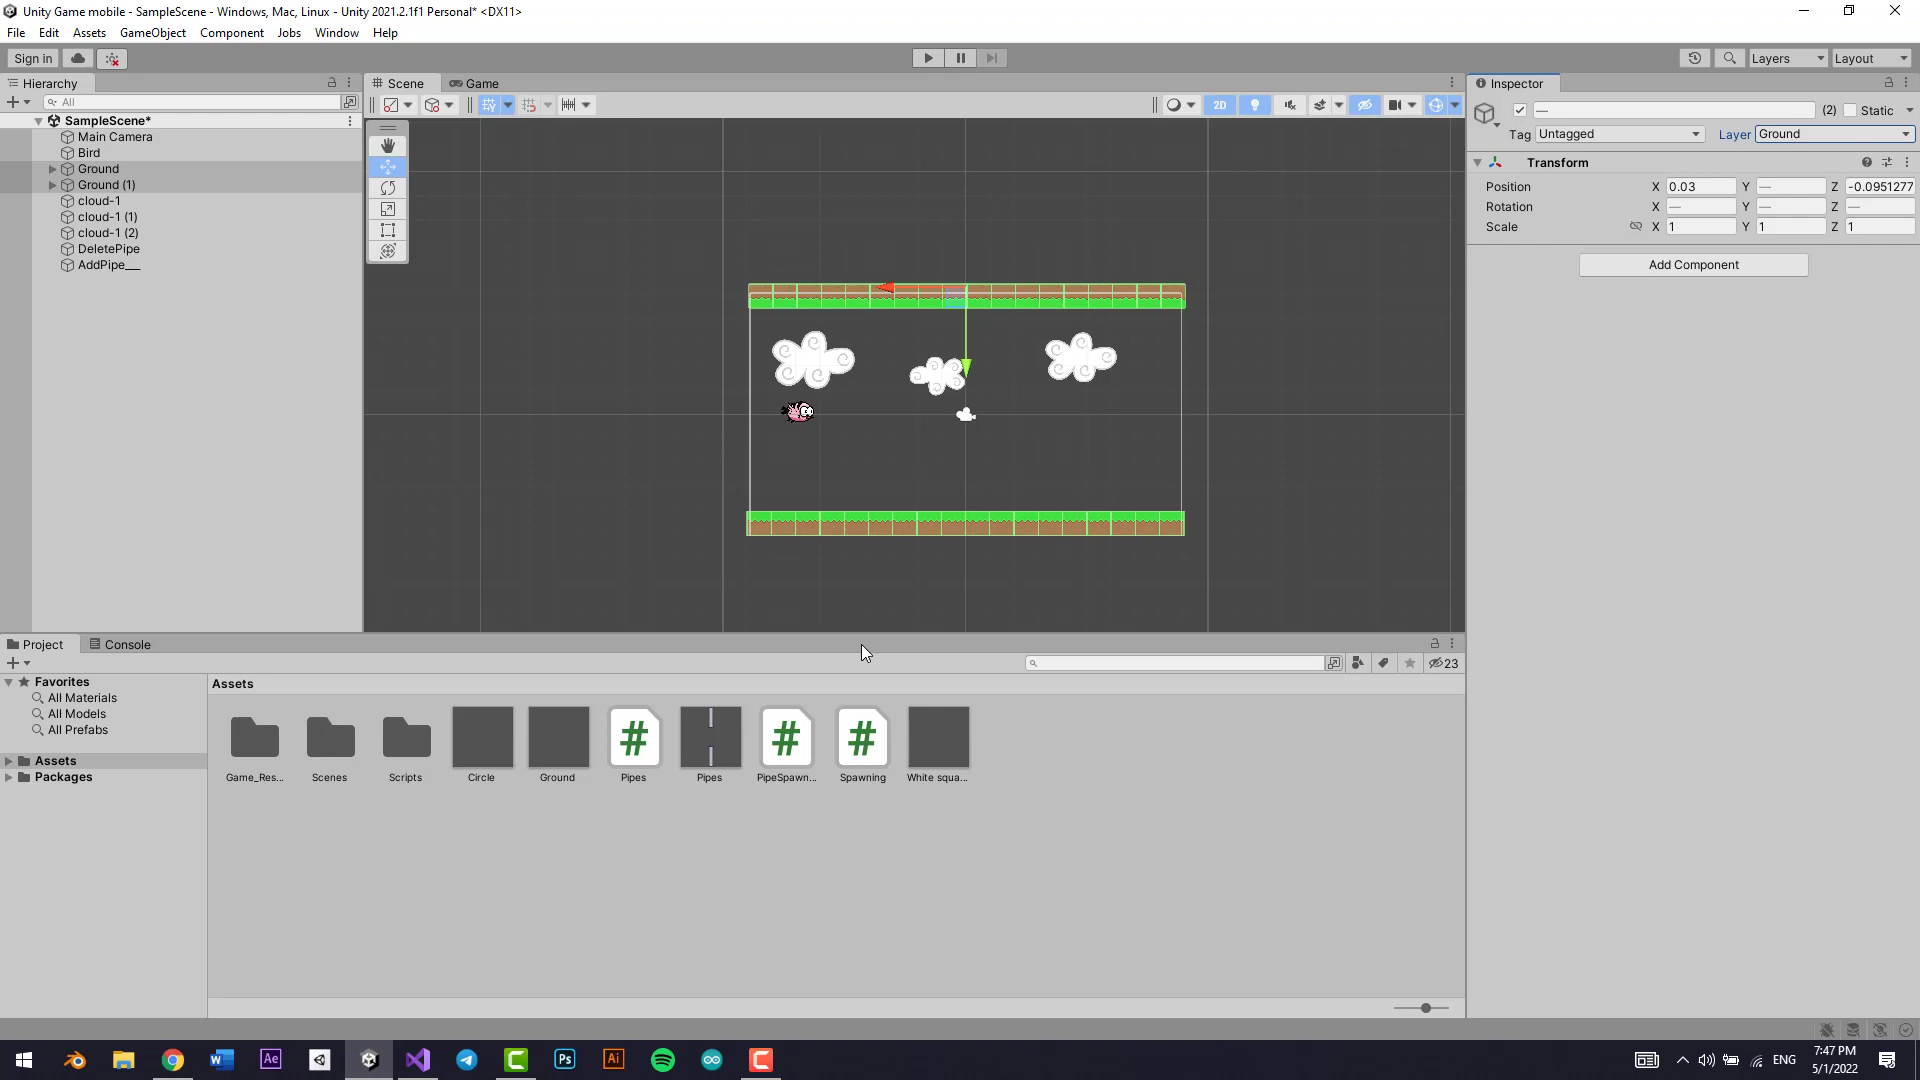 Unity Game mobile - SampleScene - Windows, Mac, Linux - Unity 2021.2.1f1 Personal* <DX11>
File Edit Assets GameObject Component Jobs Window Help
Sign in Layers Layout
Hierarchy Scene Game Inspector
All 2D — (2) Static
Tag Untagged Layer Ground
SampleScene*
Main Camera
Bird
Ground
Ground (1)
cloud-1
cloud-1 (1)
cloud-1 (2)
DeletePipe
AddPipe__
Transform
Position X 0.03 Y — Z -0.0951277
Rotation X — Y — Z —
Scale X 1 Y 1 Z 1
Add Component
Project Console
23
Favorites
All Materials
All Models
All Prefabs
Assets
Packages
Assets
Game_Res... Scenes Scripts Circle Ground Pipes Pipes PipeSpawn... Spawning White squa...
Ae Ps Ai ENG
7:47 PM
5/1/2022